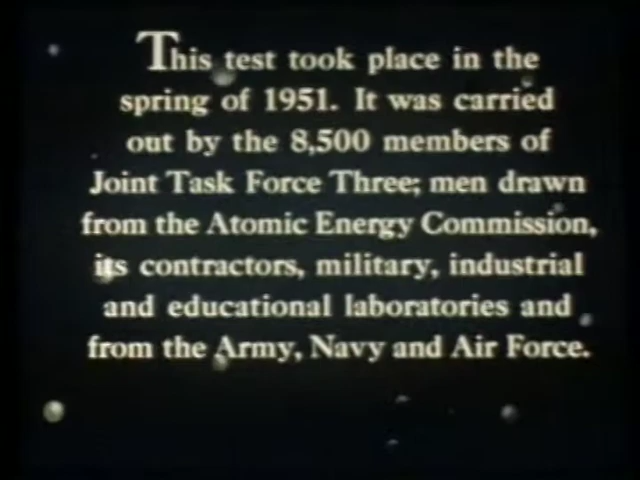 This test took place in the
spring of 1951. It was carried
out by the 8,500 members of
Joint Task Force Three; men drawn
from the Atomic Energy Commission,
its contractors, military, industrial
and educational laboratories and
from the Army, Navy and Air Force.